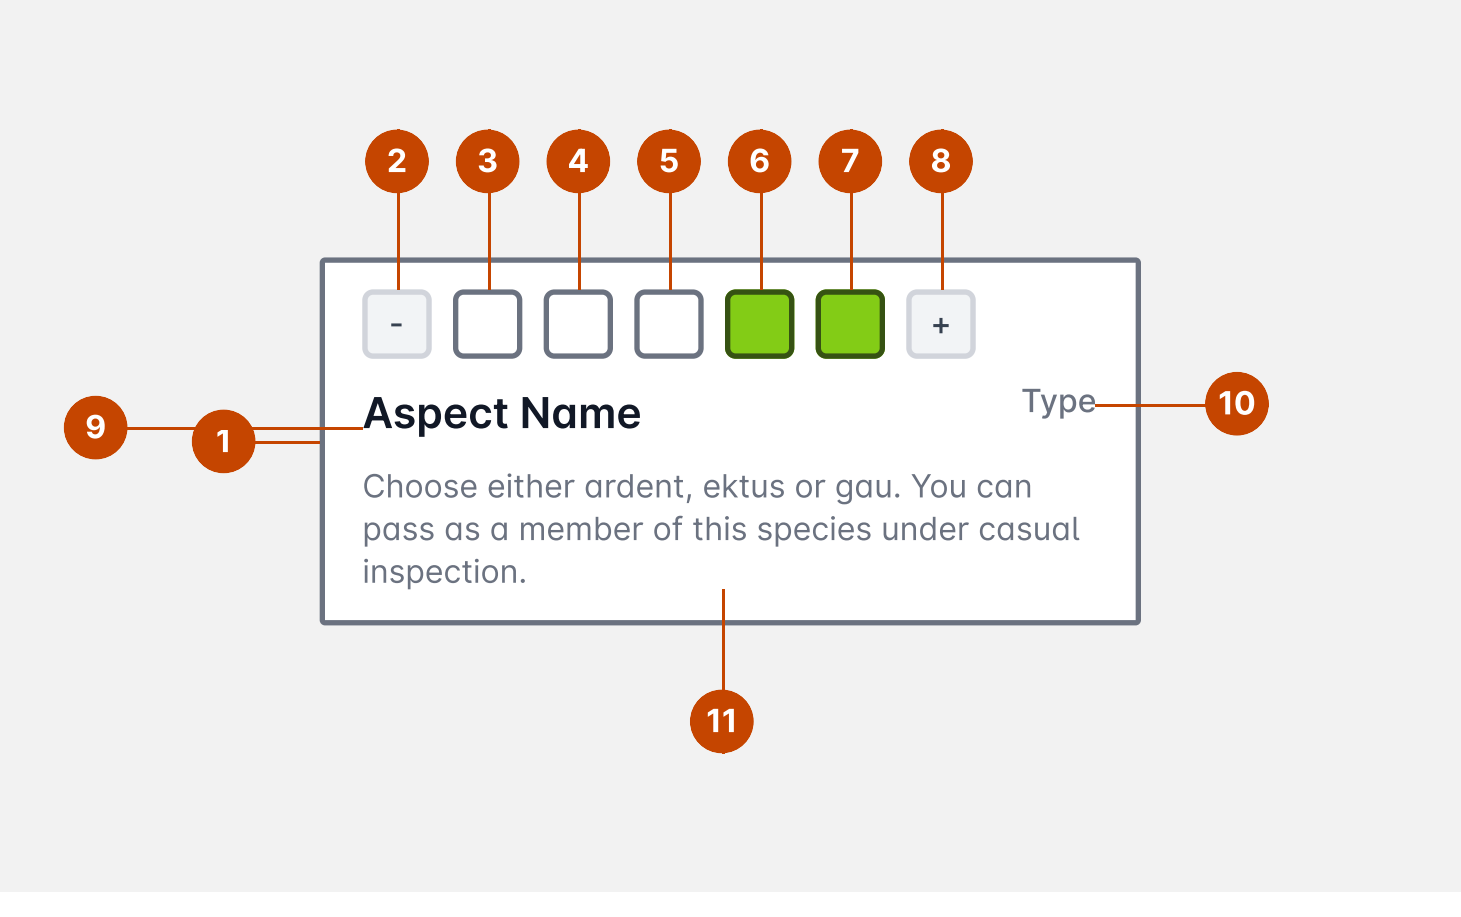 2 3 4 5 6 7 8
- +
9 1 Aspect Name Type 10
Choose either ardent, ektus or gau. You can
pass as a member of this species under casual
inspection.
11